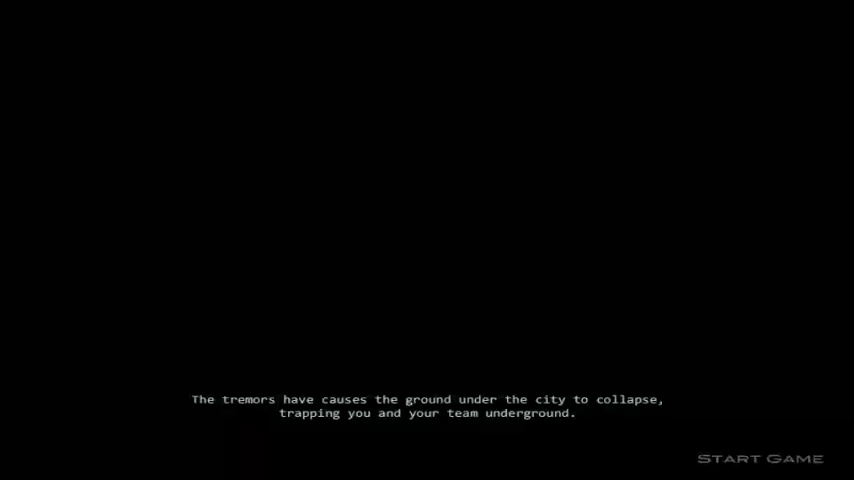 The tremors have causes the ground under the city to collapse,
trapping you and your team underground.
START GAME